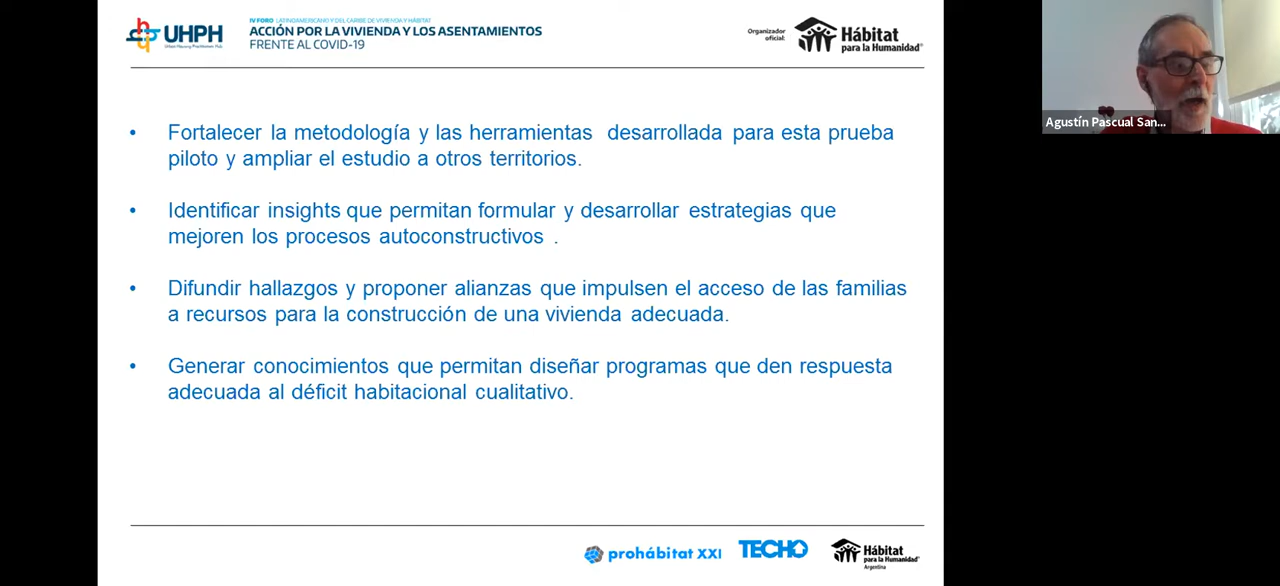 UHPH
Urban Housing Practitioners Hub
IV FORO LATINOAMERICANO Y DEL CARIBE DE VIVIENDA Y HÁBITAT
ACCIÓN POR LA VIVIENDA Y LOS ASENTAMIENTOS
FRENTE AL COVID-19
Organizador
oficial:
Hábitat
para la Humanidad®
Agustín Pascual San...
• Fortalecer la metodología y las herramientas desarrollada para esta prueba
piloto y ampliar el estudio a otros territorios.
• Identificar insights que permitan formular y desarrollar estrategias que
mejoren los procesos autoconstructivos .
• Difundir hallazgos y proponer alianzas que impulsen el acceso de las familias
a recursos para la construcción de una vivienda adecuada.
• Generar conocimientos que permitan diseñar programas que den respuesta
adecuada al déficit habitacional cualitativo.
prohábitat XXI
TECHO
Hábitat
para la Humanidad®
Argentina